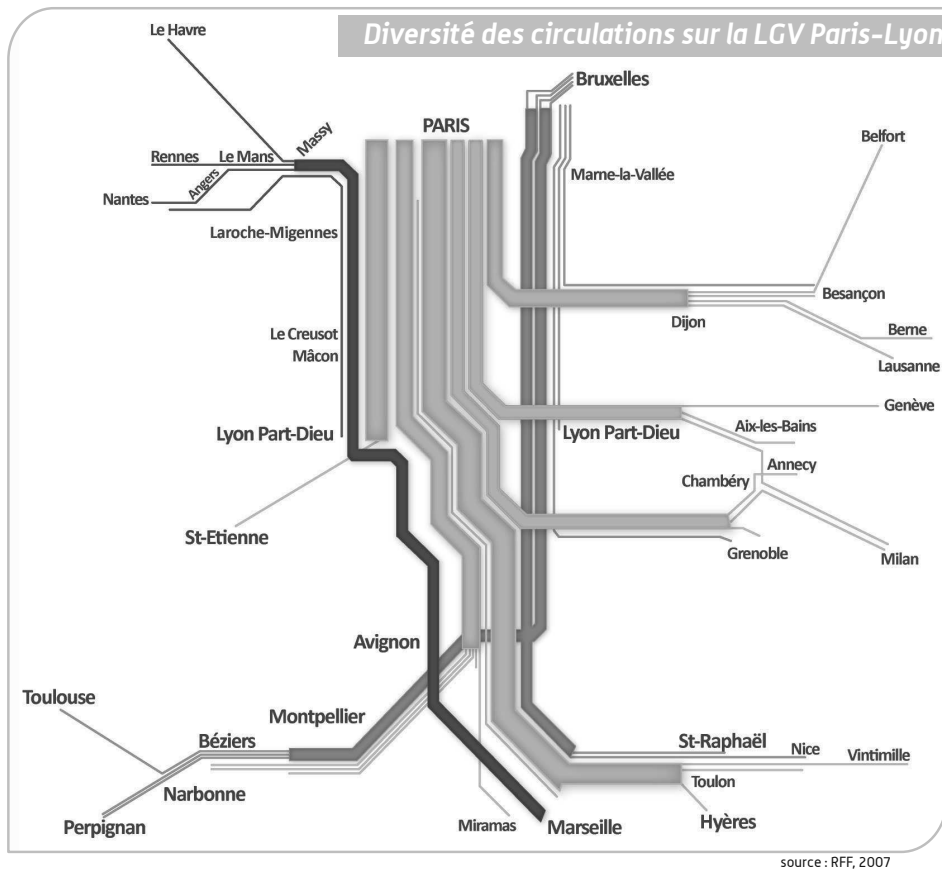 Diversité des circulations sur la LGV Paris-Lyon
Le Havre
Bruxelles
PARIS
Massy
Belfort
Rennes
Le Mans
Marne-la-Vallée
Angers
Nantes
Laroche-Migennes
Besançon
Dijon
Berne
Le Creusot
Mâcon
Lausanne
Genève
Lyon Part-Dieu
Lyon Part-Dieu
Aix-les-Bains
Annecy
Chambéry
St-Etienne
Grenoble
Milan
Avignon
Toulouse
Montpellier
Béziers
St-Raphaël
Nice
Vintimille
Toulon
Narbonne
Perpignan
Miramas
Marseille
Hyères
source : RFF, 2007